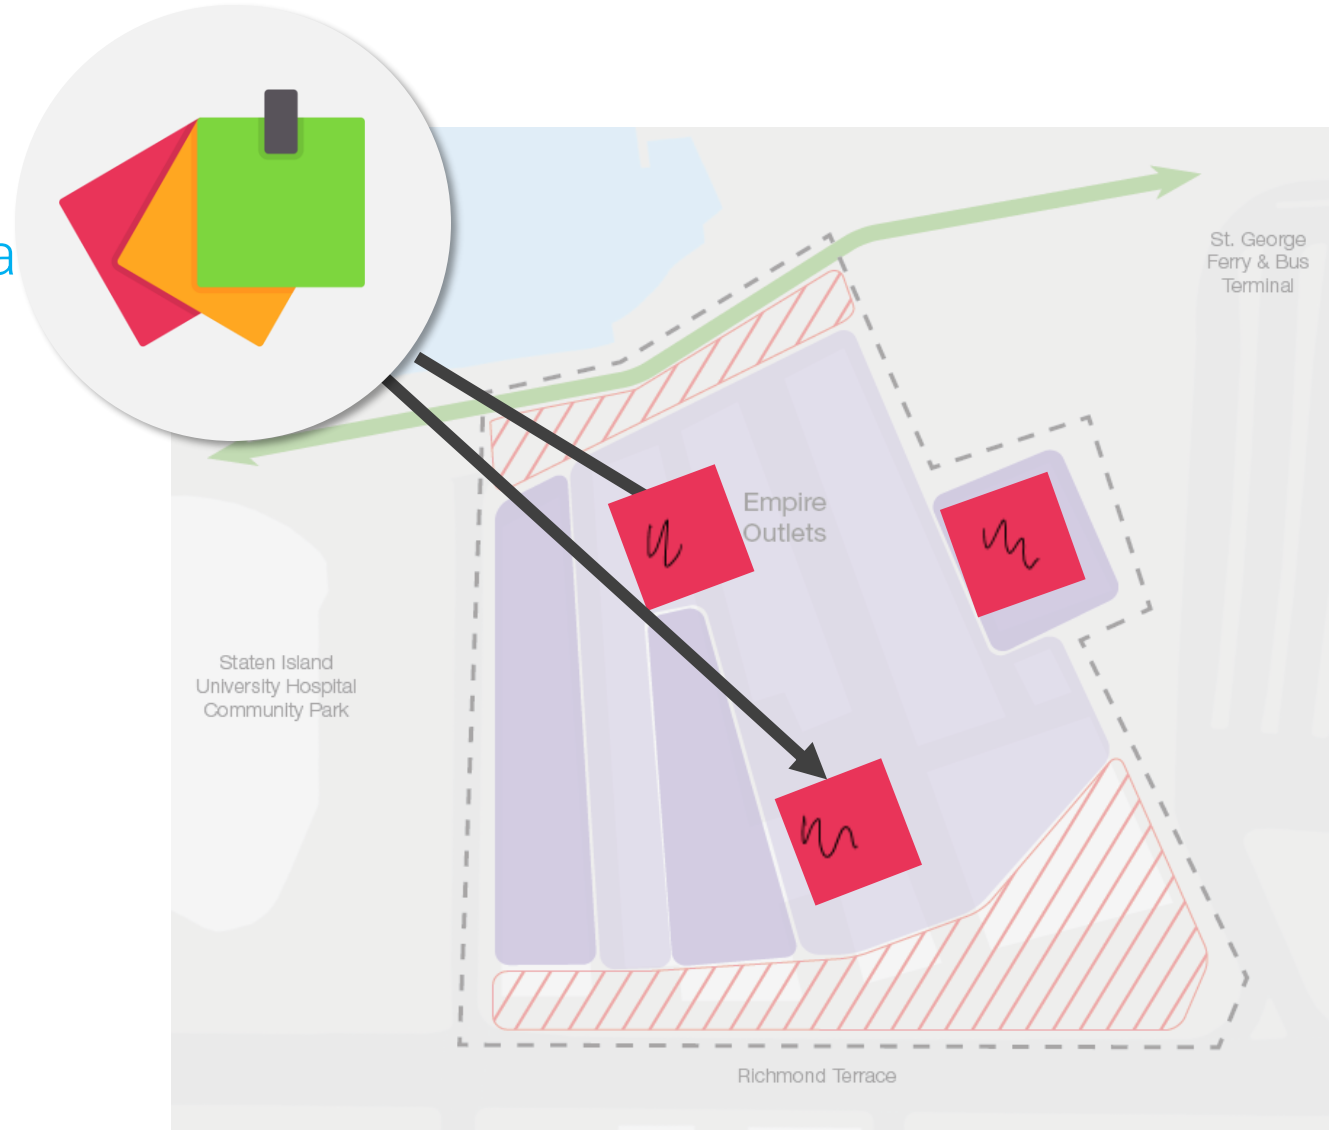 a
St. George
Ferry & Bus
Terminal
Empire
Outlets
Staten Island
University Hospital
Community Park
Richmond Terrace